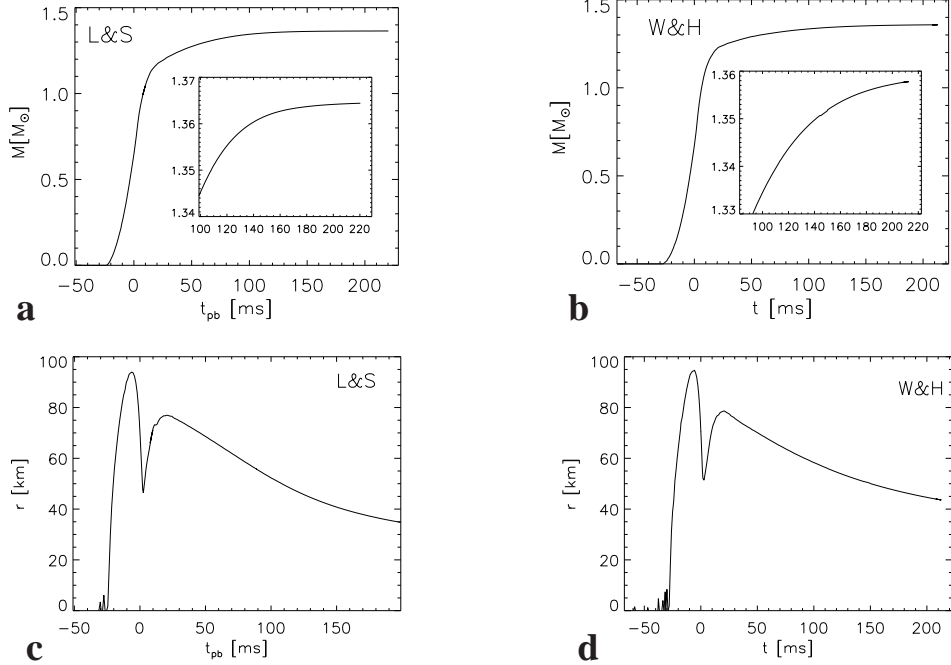 1.5
L&S
M[M⊙]
1.0
0.5
0.0
1.37
1.36
1.35
1.34
100 120 140 160 180 200 220
−50 0 50 100 150 200
t_pb [ms]
a
1.5
W&H
M[M⊙]
1.0
0.5
0.0
1.36
1.35
1.34
1.33
100 120 140 160 180 200 220
−50 0 50 100 150 200
t [ms]
b
100
80
60
40
20
0
r [km]
L&S
−50 0 50 100 150
t_pb [ms]
c
100
80
60
40
20
0
r [km]
W&H
−50 0 50 100 150 200
t [ms]
d